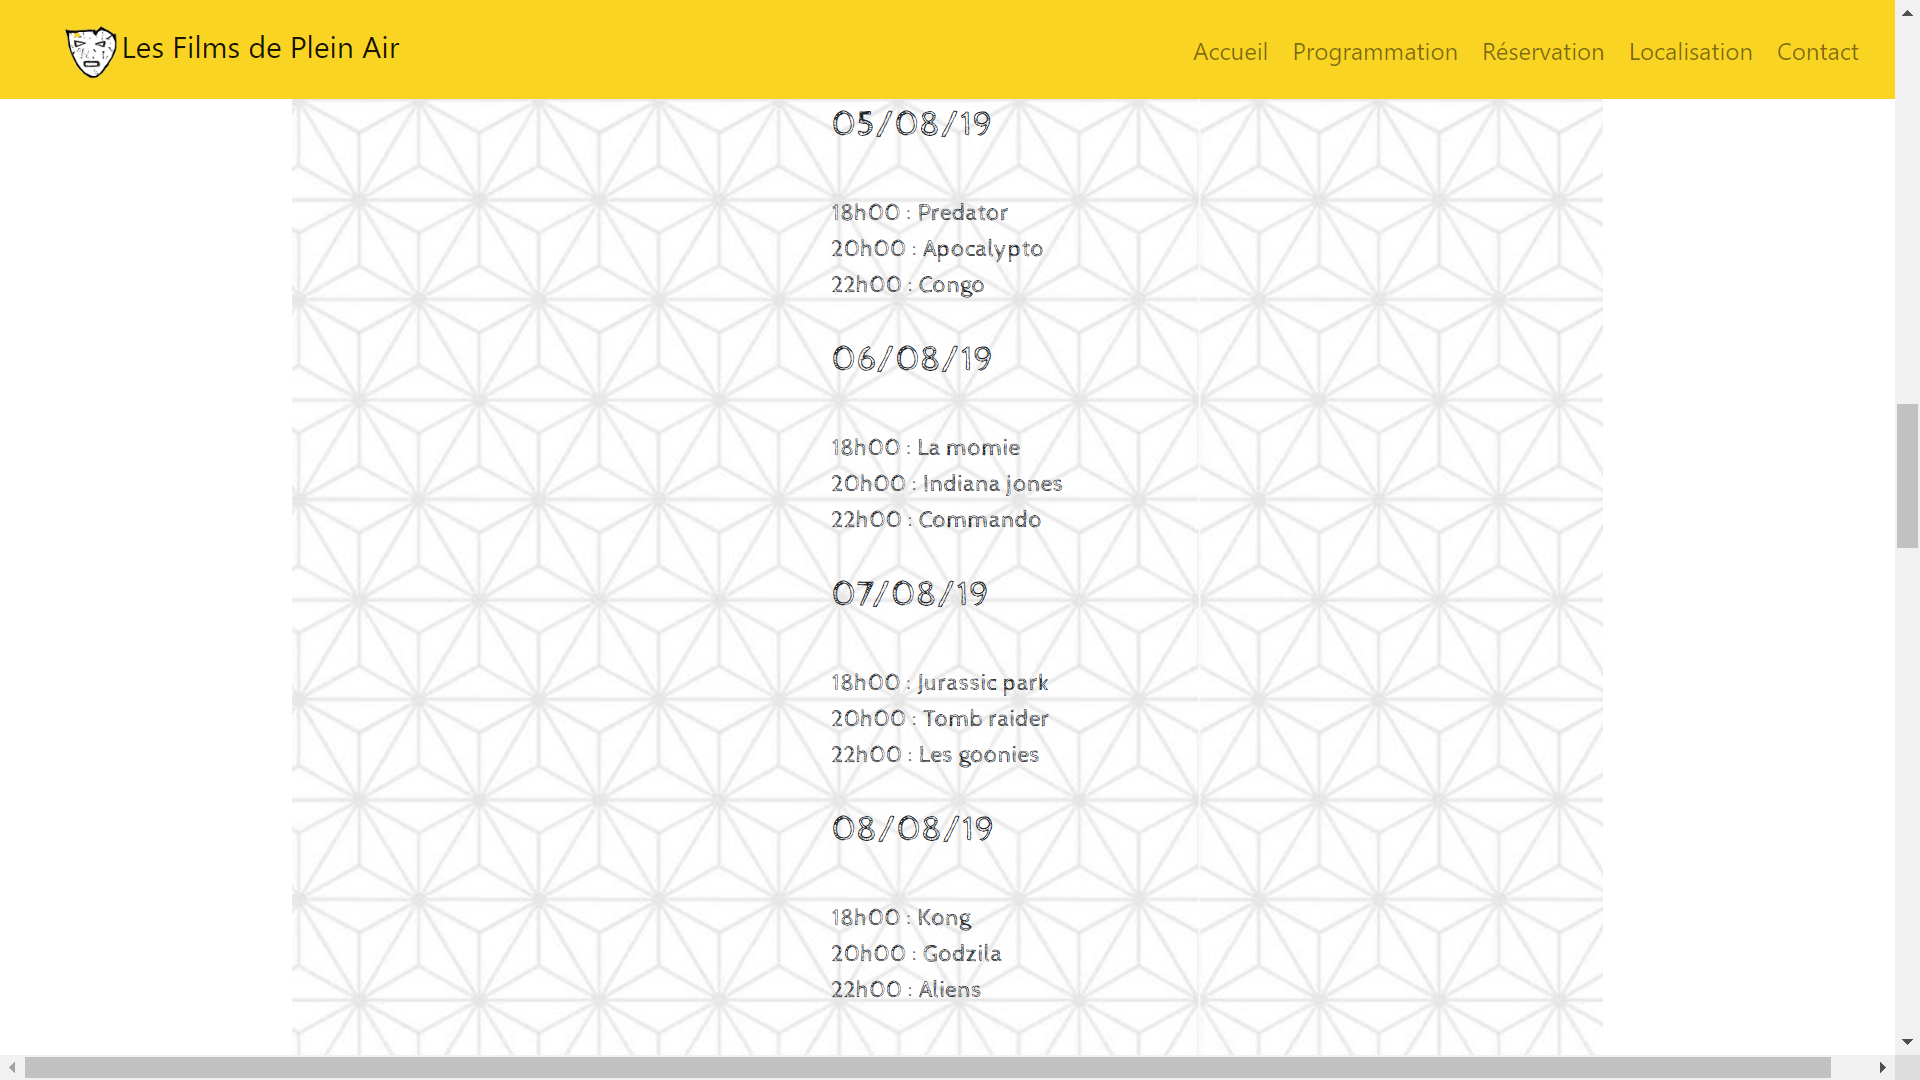 Les Films de Plein Air
Accueil Programmation Réservation Localisation Contact
05/08/19
18h00 : Predator
20h00 : Apocalypto
22h00 : Congo
06/08/19
18h00 : La momie
20h00 : Indiana jones
22h00 : Commando
07/08/19
18h00 : Jurassic park
20h00 : Tomb raider
22h00 : Les goonies
08/08/19
18h00 : Kong
20h00 : Godzila
22h00 : Aliens